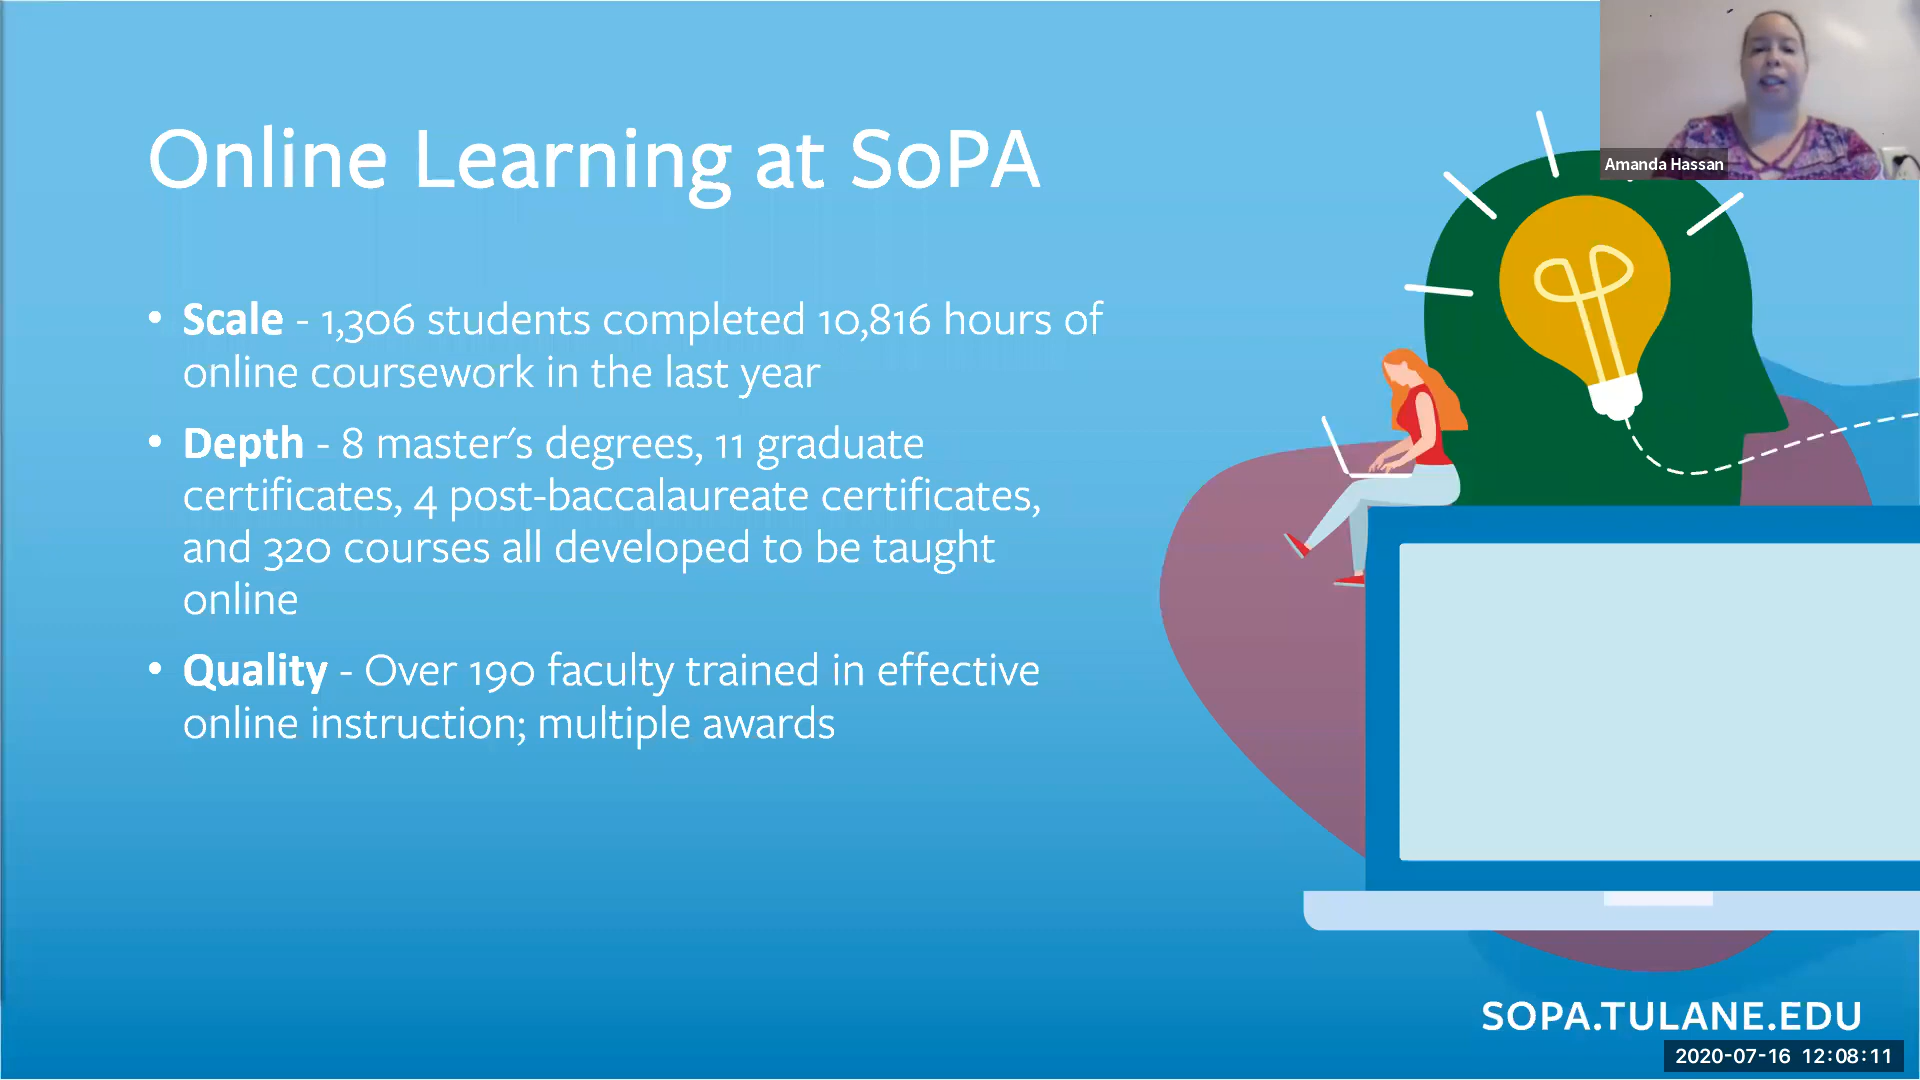 Amanda Hassan
Online Learning at SoPA
• Scale - 1,306 students completed 10,816 hours of
online coursework in the last year
• Depth - 8 master's degrees, 11 graduate
certificates, 4 post-baccalaureate certificates,
and 320 courses all developed to be taught
online
• Quality - Over 190 faculty trained in effective
online instruction; multiple awards
SOPA.TULANE.EDU
2020-07-16 12:08:11